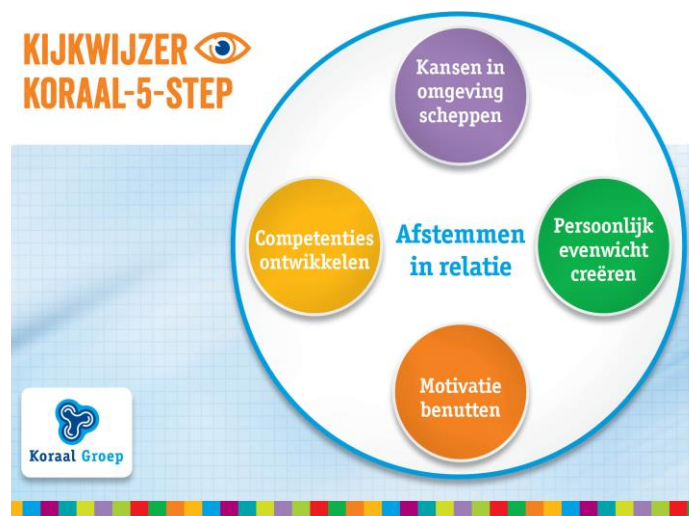 KIJKWIJZER
KORAAL-5-STEP
Kansen in
omgeving
scheppen
Competenties
ontwikkelen
Afstemmen
in relatie
Persoonlijk
evenwicht
creëren
Motivatie
benutten
Koraal Groep